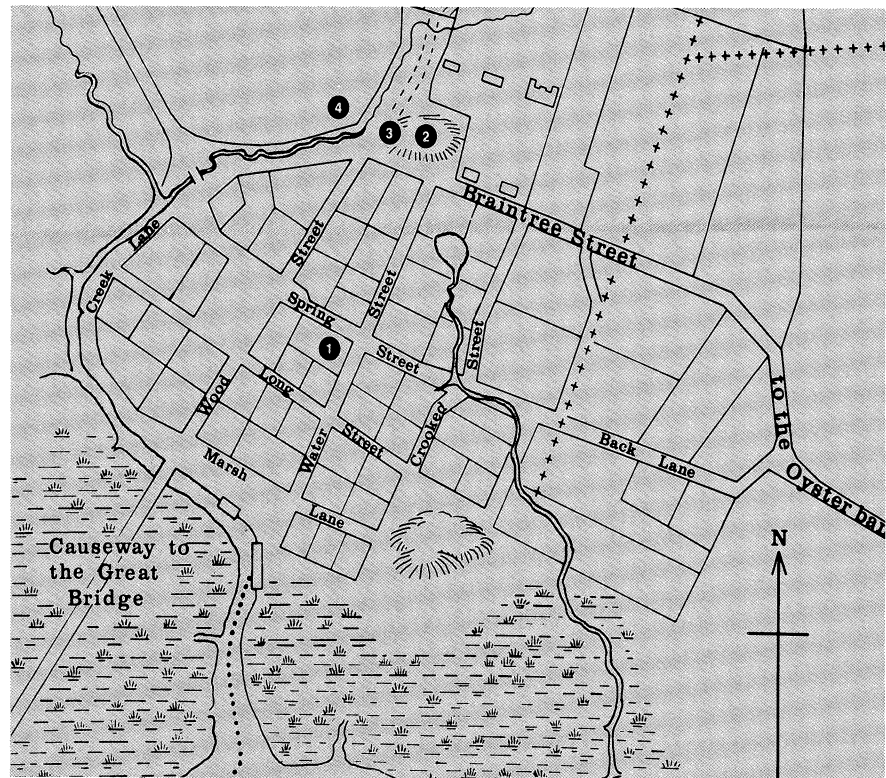 4
3
2
Braintree Street
Lane
Creek
Street
Street
Spring
Street
1
Street
to the
Oyster ban
Long
Wood
Street
Crooked
Water
Back Lane
Marsh
Lane
Causeway to
the Great
Bridge
N